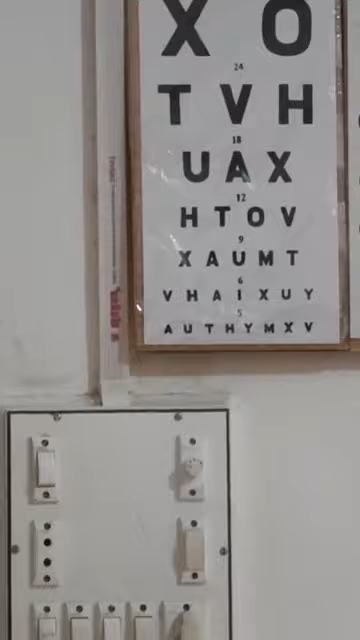 X O
24
T V H
18
U A X
12
H T O V
9
X A U M T
6
V H A I X U Y
5
A U T H Y M X V